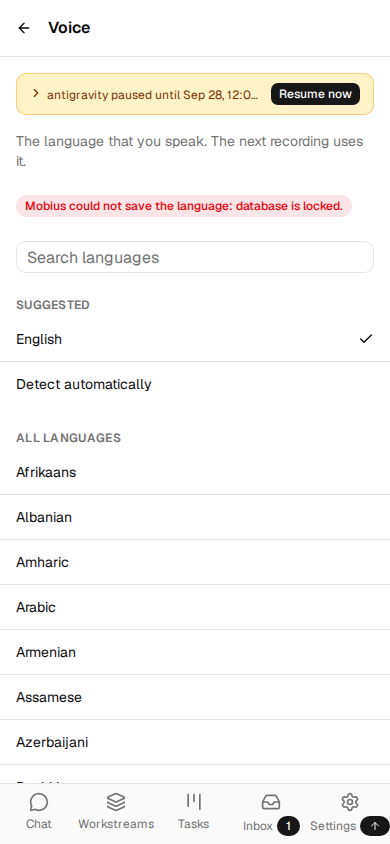 Voice
antigravity paused until Sep 28, 12:0...
Resume now
The language that you speak. The next recording uses
it.
Mobius could not save the language: database is locked.
Search languages
SUGGESTED
English
Detect automatically
ALL LANGUAGES
Afrikaans
Albanian
Amharic
Arabic
Armenian
Assamese
Azerbaijani
Chat
Workstreams
Tasks
Inbox 1
Settings